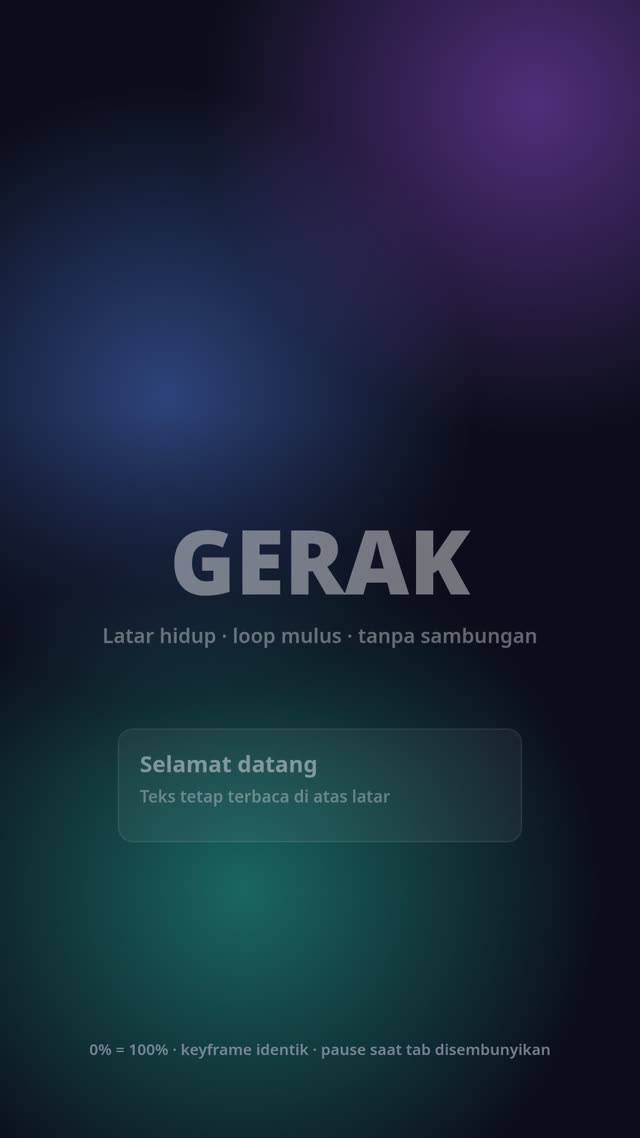 GERAK
Latar hidup · loop mulus · tanpa sambungan
Selamat datang
Teks tetap terbaca di atas latar
0% = 100% · keyframe identik · pause saat tab disembunyikan